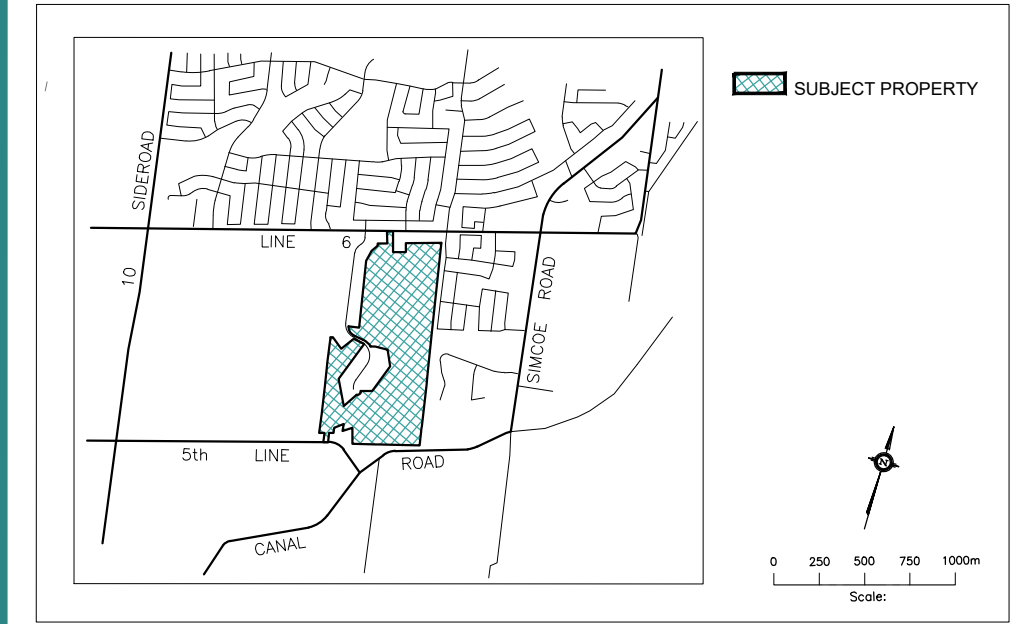 SUBJECT PROPERTY
SIDEROAD
10
LINE 6
SIMCOE ROAD
5th LINE
ROAD
CANAL
N
0 250 500 750 1000m
Scale: